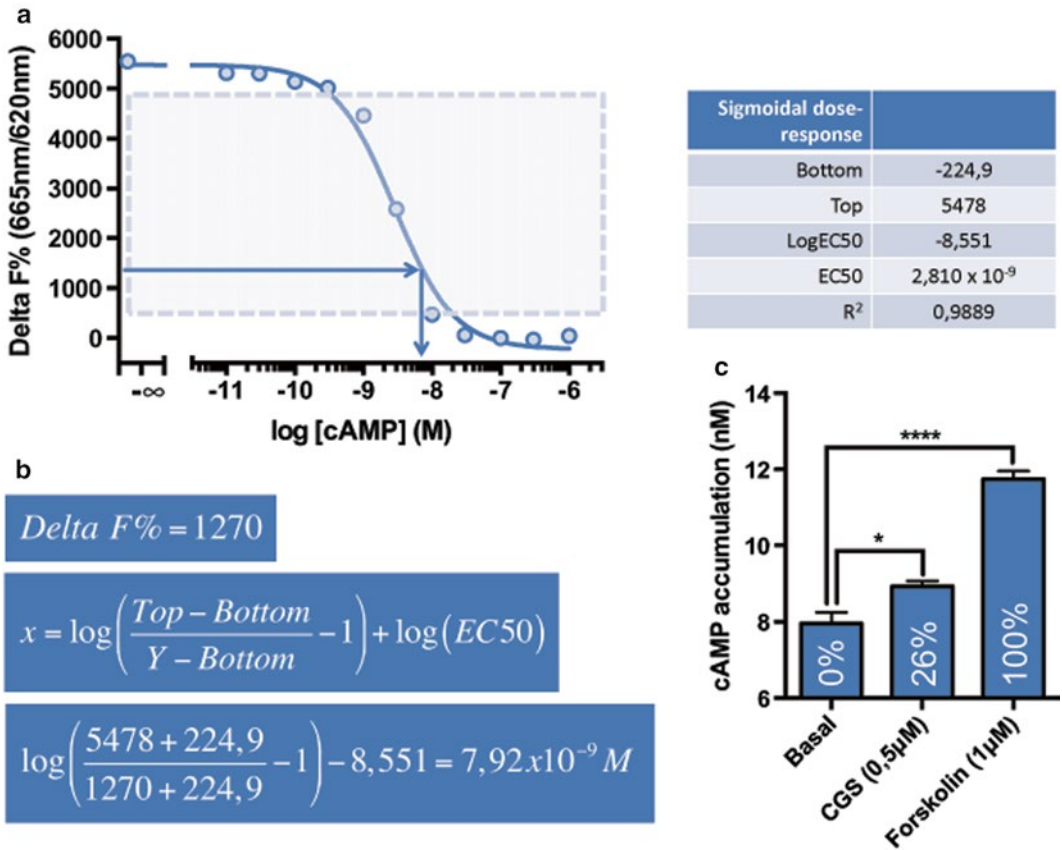 a
Delta F% (665nm/620nm)
6000
5000
4000
3000
2000
1000
0
-∞
-11
-10
-9
-8
-7
-6
log [cAMP] (M)
Sigmoidal dose-
response
Bottom -224,9
Top 5478
LogEC50 -8,551
EC50 2,810 x 10⁻⁹
R² 0,9889
b
Delta F% = 1270
x = log(Top – Bottom / Y – Bottom – 1) + log(EC50)
log(5478 + 224,9 / 1270 + 224,9 – 1) – 8,551 = 7,92x10⁻⁹ M
c
cAMP accumulation (nM)
14
12
10
8
6
****
*
0%
26%
100%
Basal
CGS (0,5µM)
Forskolin (1µM)